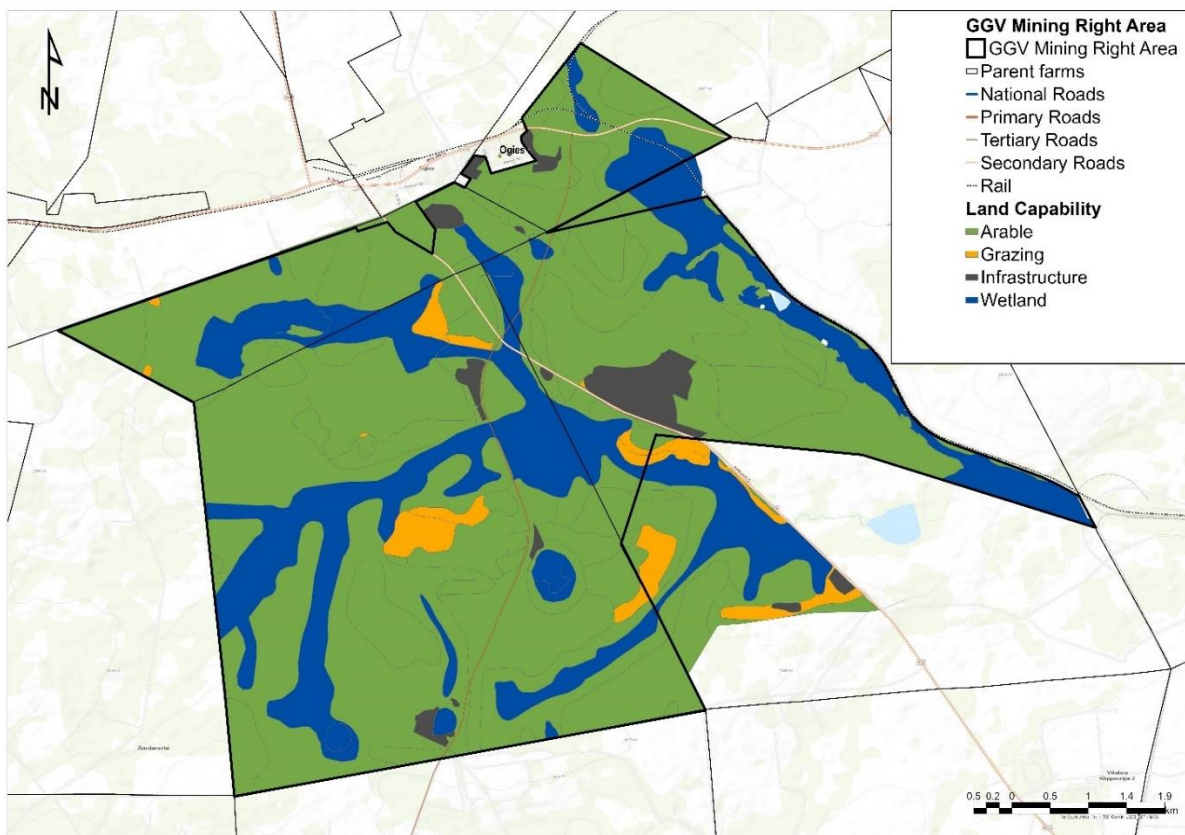 GGV Mining Right Area
GGV Mining Right Area
Parent farms
National Roads
Primary Roads
Tertiary Roads
Secondary Roads
Rail
Land Capability
Arable
Grazing
Infrastructure
Wetland
N
Ogies
Ogies
0.5 0.2 0 0.5 1 1.4 1.9
km